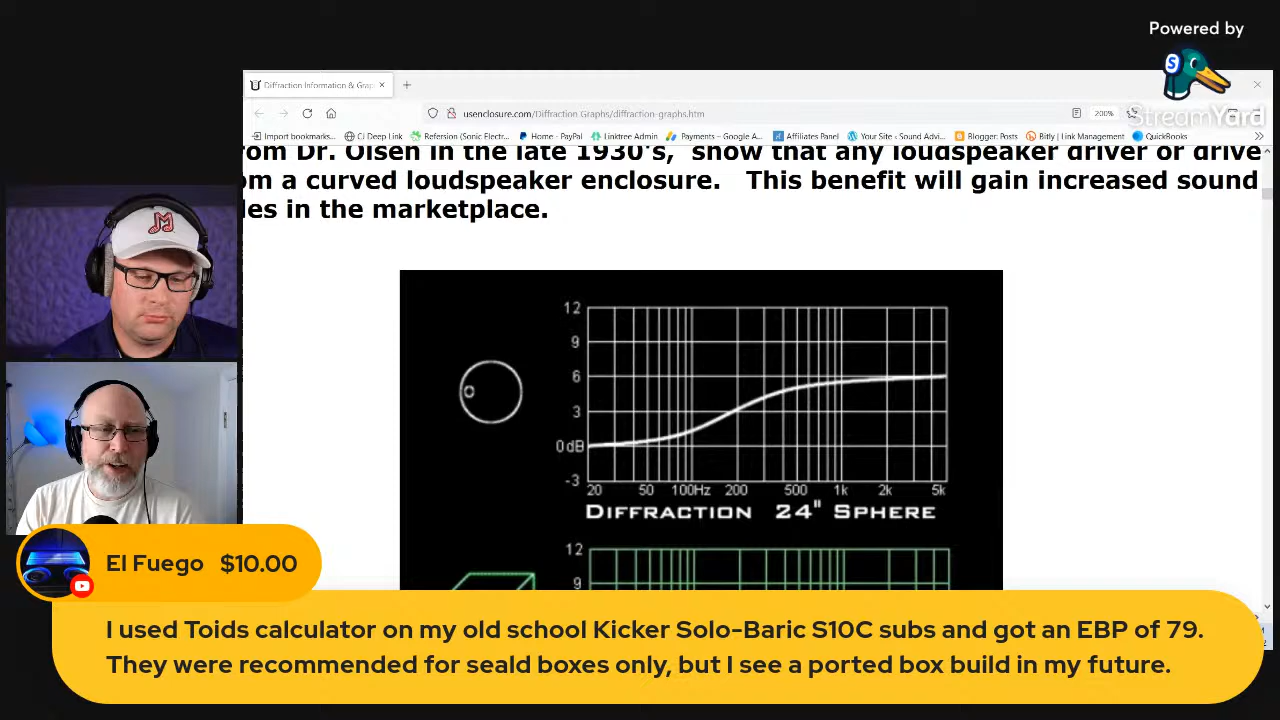 Powered by
StreamYard
Diffraction Information & Grap
usenclosure.com/Diffraction Graphs/diffraction-graphs.htm
200%
Import bookmarks...
Cj Deep Link
Refersion (Sonic Electr...
Home - PayPal
Linktree Admin
Payments – Google A...
Affiliates Panel
Your Site ‹ Sound Advi...
Blogger: Posts
Bitly | Link Management
QuickBooks
rom Dr. Olsen in the late 1930's, show that any loudspeaker driver or drive
om a curved loudspeaker enclosure. This benefit will gain increased sound
les in the marketplace.
12
9
6
3
0dB
-3
20 50 100Hz 200 500 1k 2k 5k
DIFFRACTION 24" SPHERE
12
9
El Fuego $10.00
I used Toids calculator on my old school Kicker Solo-Baric S10C subs and got an EBP of 79.
They were recommended for seald boxes only, but I see a ported box build in my future.